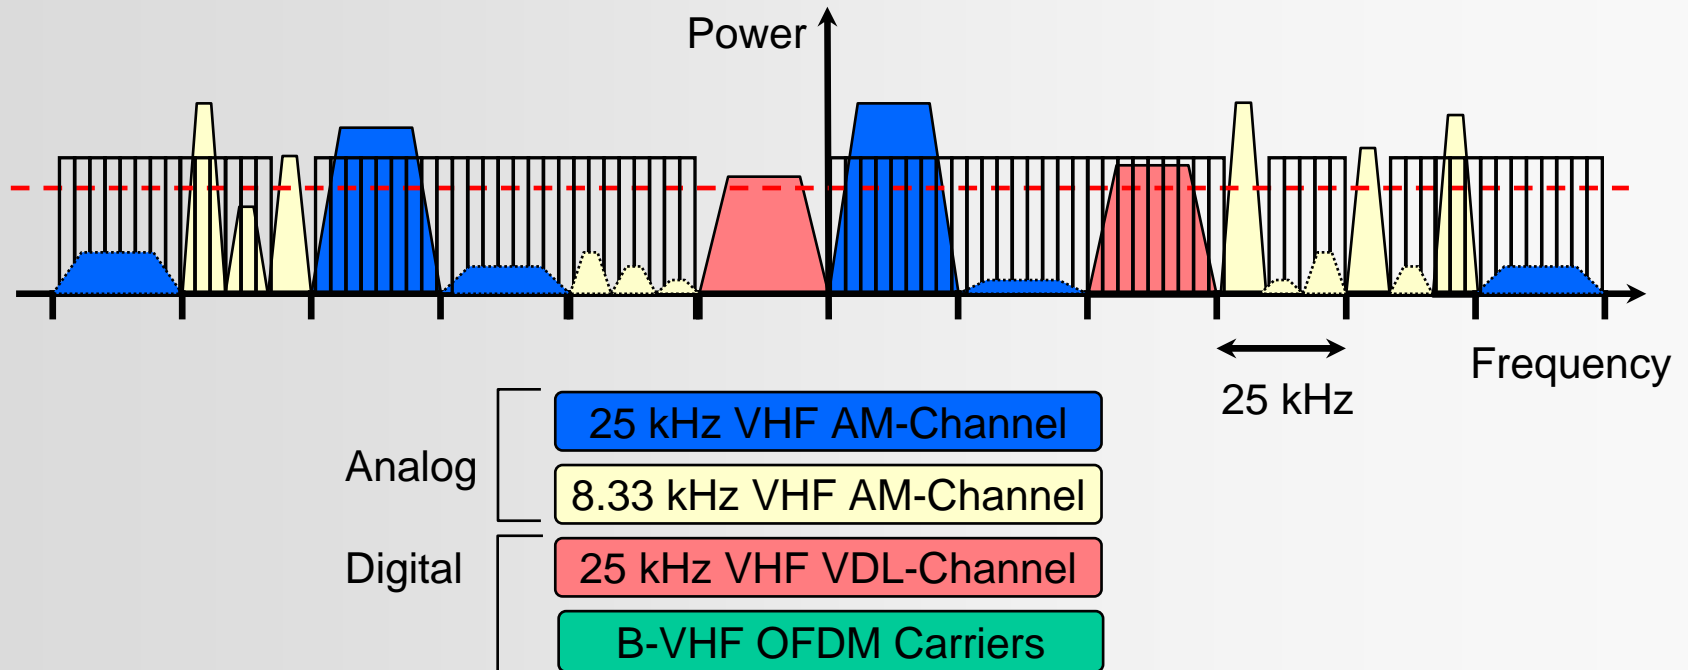 Power
Frequency
25 kHz
Analog
25 kHz VHF AM-Channel
8.33 kHz VHF AM-Channel
Digital
25 kHz VHF VDL-Channel
B-VHF OFDM Carriers